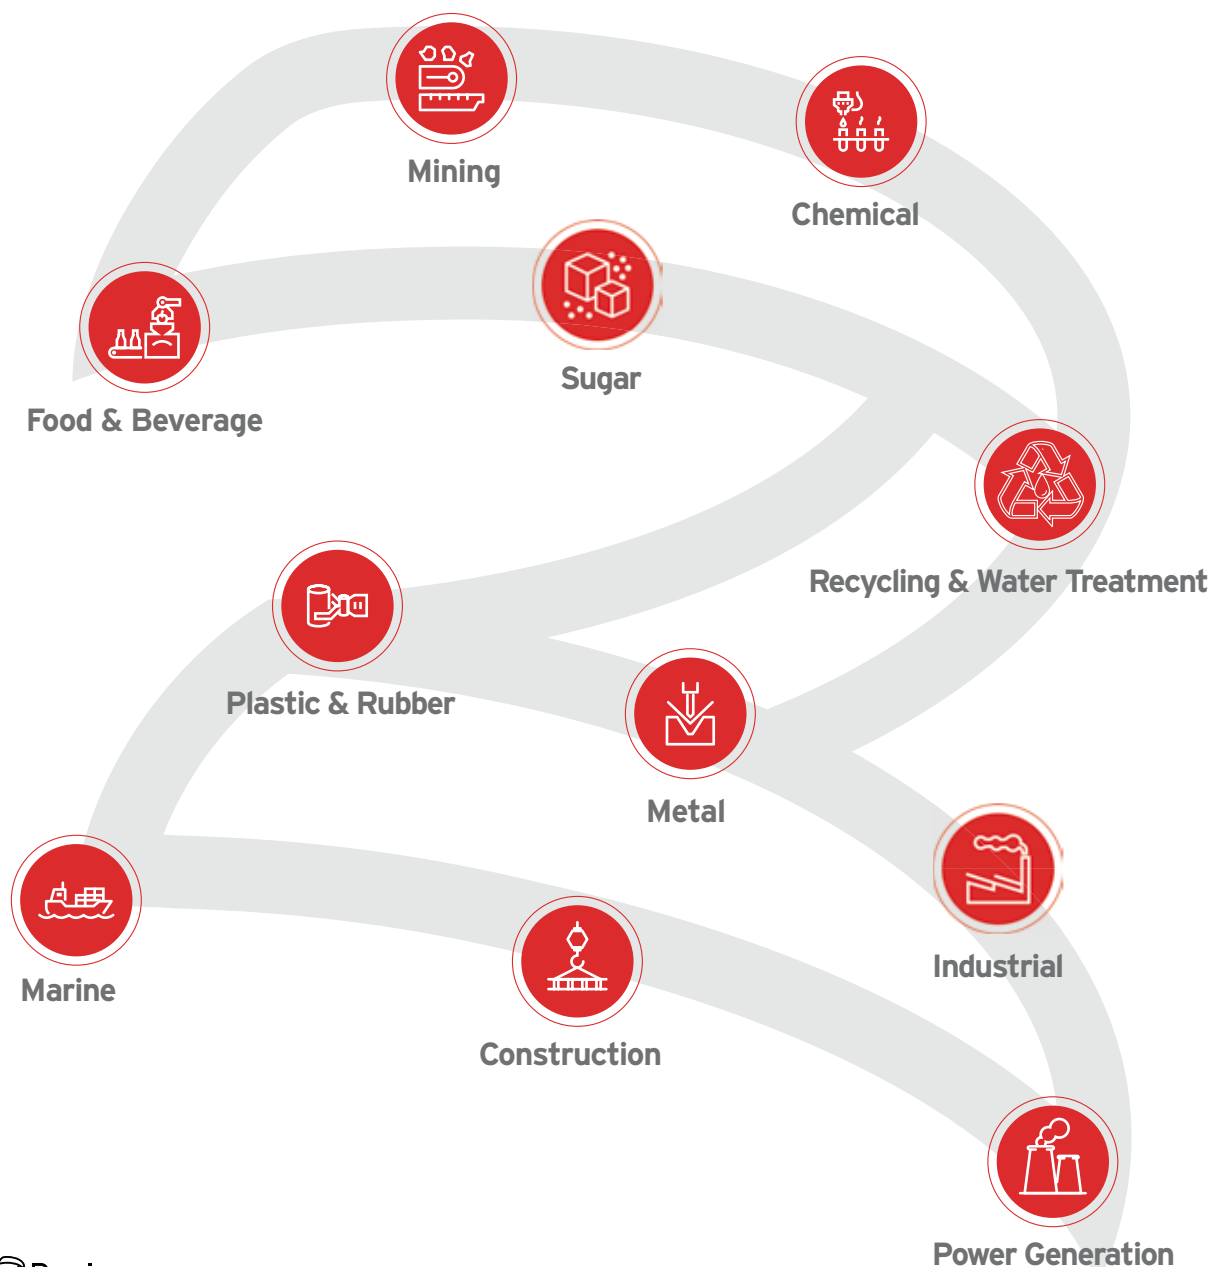 Mining
Chemical
Sugar
Food & Beverage
Recycling & Water Treatment
Plastic & Rubber
Metal
Industrial
Marine
Construction
Power Generation